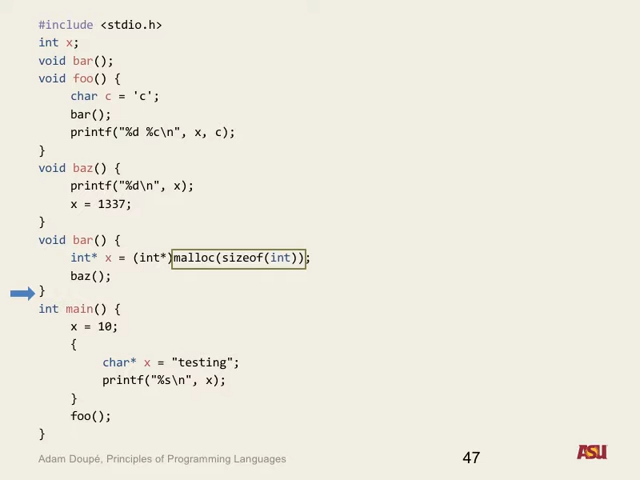 #include <stdio.h>
int x;
void bar();
void foo() {
char c = 'c';
bar();
printf("%d %c\n", x, c);
}
void baz() {
printf("%d\n", x);
x = 1337;
}
void bar() {
int* x = (int*)malloc(sizeof(int));
baz();
}
int main() {
x = 10;
{
char* x = "testing";
printf("%s\n", x);
}
foo();
}
Adam Doupé, Principles of Programming Languages
47
ASU